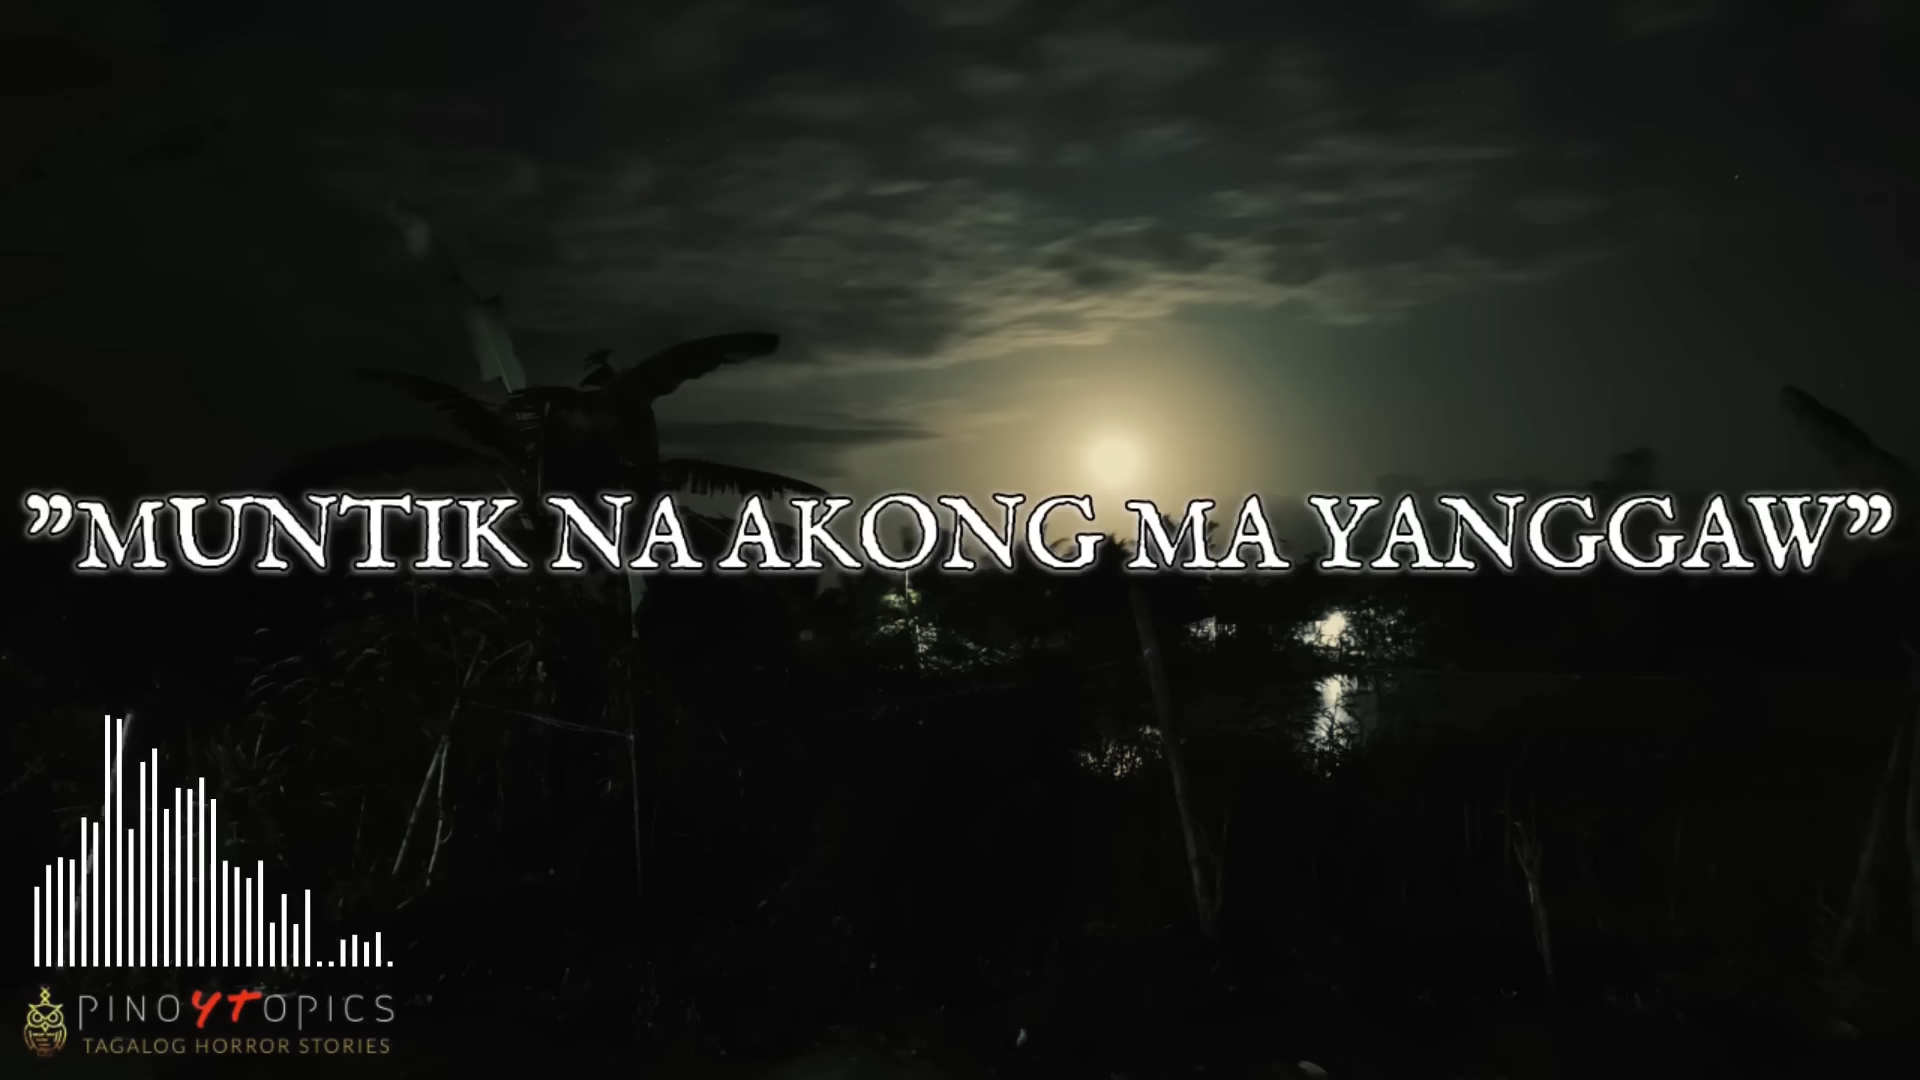 ”MUNTIK NA AKONG MA YANGGAW”
PINOYTOPICS
TAGALOG HORROR STORIES